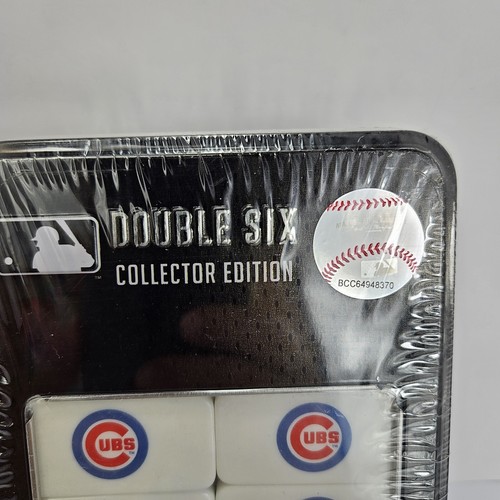 DOUBLE SIX
COLLECTOR EDITION
BCC64948370
CUBS
CUBS